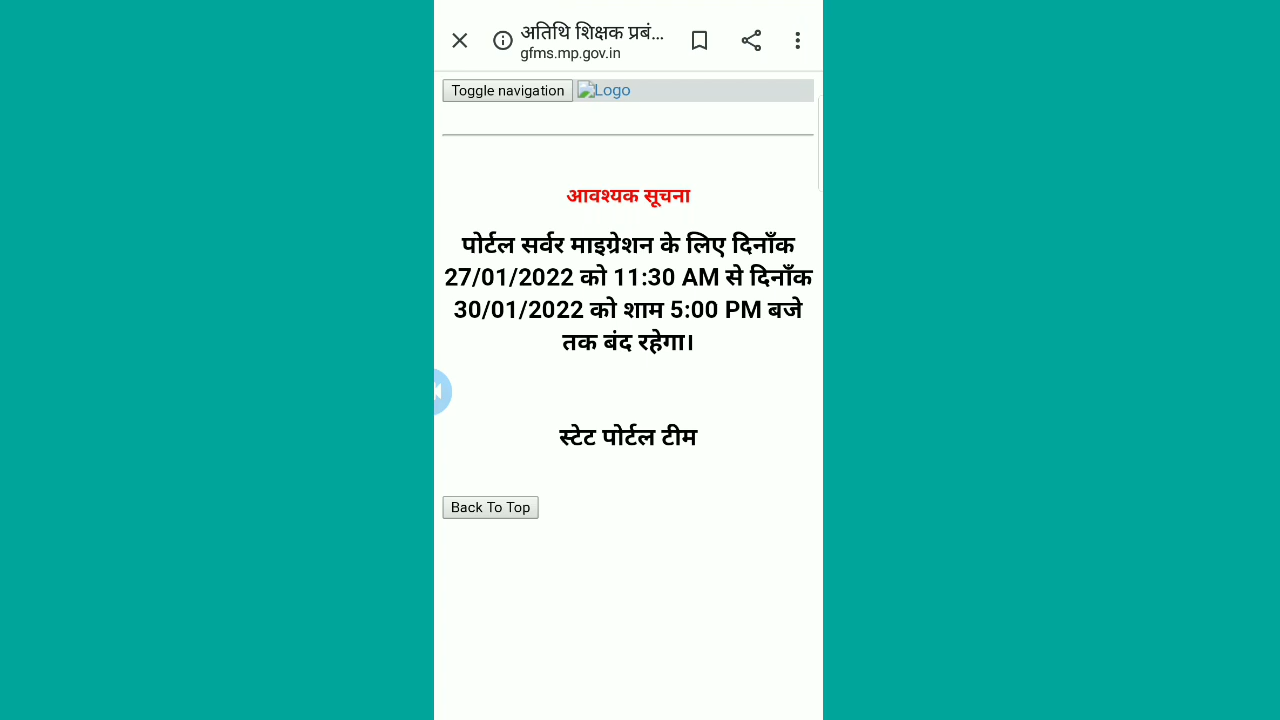 अतिथि शिक्षक प्रबं...
gfms.mp.gov.in
Toggle navigation Logo
आवश्यक सूचना
पोर्टल सर्वर माइग्रेशन के लिए दिनाँक
27/01/2022 को 11:30 AM से दिनाँक
30/01/2022 को शाम 5:00 PM बजे
तक बंद रहेगा।
स्टेट पोर्टल टीम
Back To Top